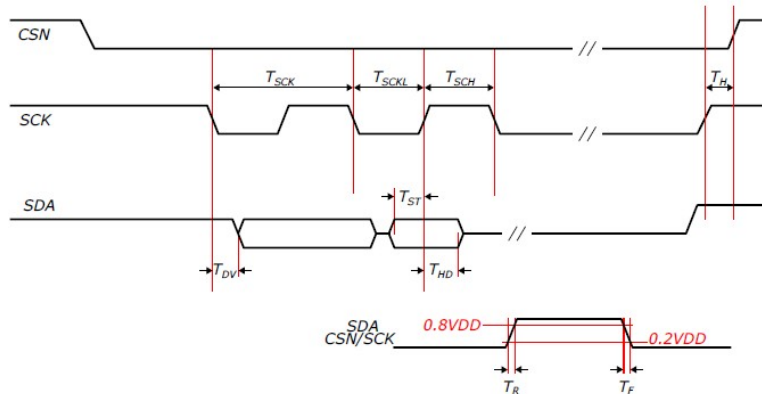 CSN
//
T_SCK T_SCKL T_SCH T_H
SCK
//
T_ST
SDA
//
T_DV T_HD
SDA 0.8VDD
CSN/SCK 0.2VDD
T_R T_F